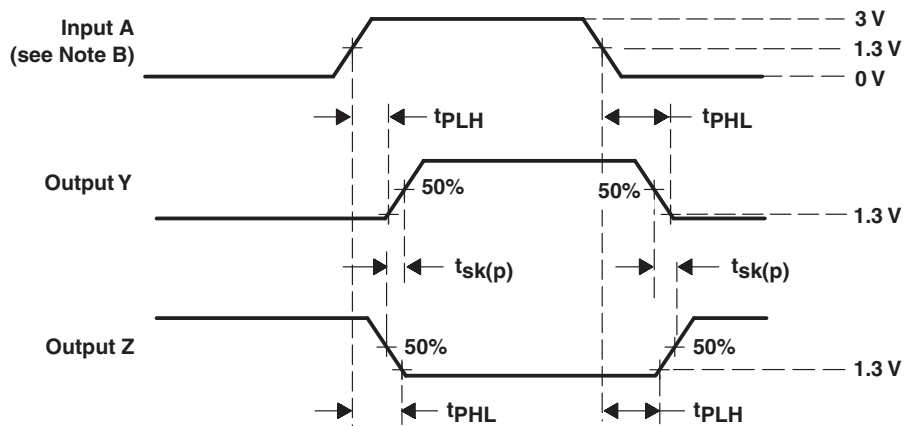 Input A
(see Note B)
3 V
1.3 V
0 V
tPLH
tPHL
Output Y
50%
50%
1.3 V
tsk(p)
tsk(p)
Output Z
50%
50%
1.3 V
tPHL
tPLH